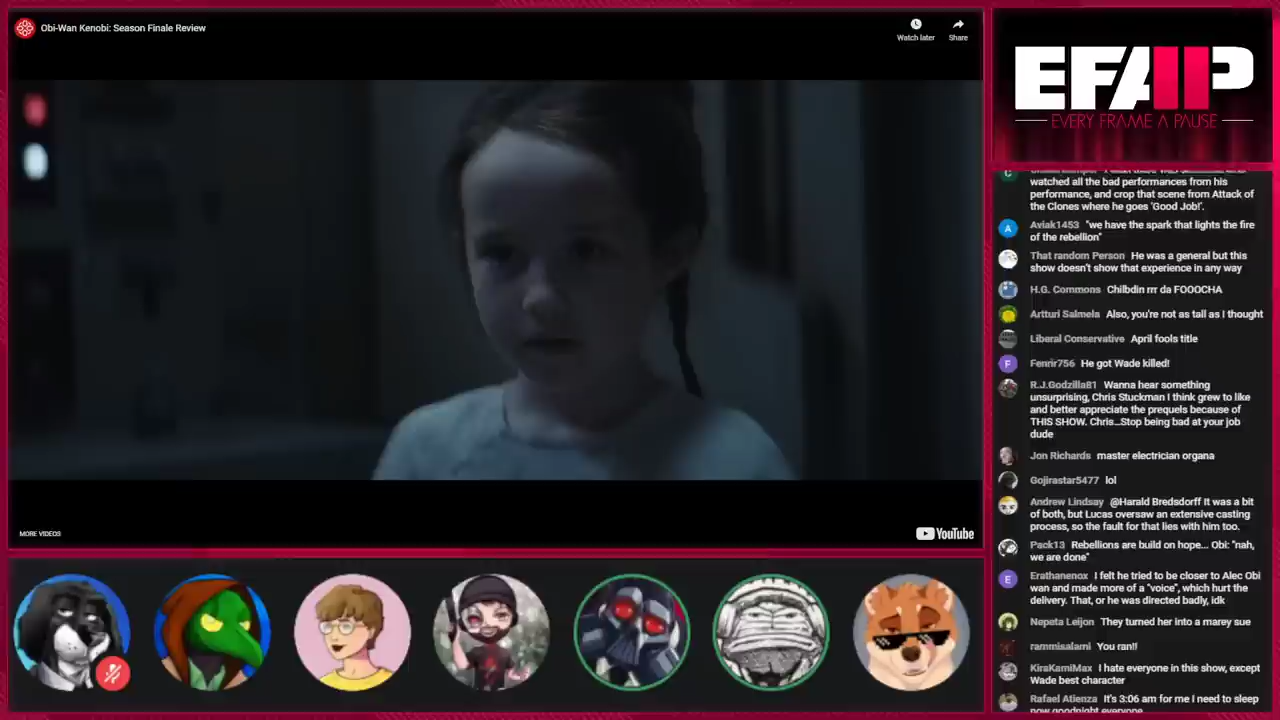 Obi-Wan Kenobi: Season Finale Review
Watch later
Share
MORE VIDEOS
YouTube
EFAP
EVERY FRAME A PAUSE
watched all the bad performances from his
performance, and crop that scene from Attack of
the Clones where he goes 'Good Job!'.
Aviak1453 "we have the spark that lights the fire
of the rebellion"
That random Person He was a general but this
show doesn't show that experience in any way
H.G. Commons Chilbdin rrr da FOOOCHA
Artturi Salmela Also, you're not as tall as I thought
Liberal Conservative April fools title
Fenrir756 He got Wade killed!
R.J.Godzilla81 Wanna hear something
unsurprising, Chris Stuckman I think grew to like
and better appreciate the prequels because of
THIS SHOW. Chris...Stop being bad at your job
dude
Jon Richards master electrician organa
Gojirastar5477 lol
Andrew Lindsay @Harald Bredsdorff It was a bit
of both, but Lucas oversaw an extensive casting
process, so the fault for that lies with him too.
Pack13 Rebellions are build on hope... Obi: "nah,
we are done"
Erathanenox I felt he tried to be closer to Alec Obi
wan and made more of a "voice", which hurt the
delivery. That, or he was directed badly, idk
Nepeta Leijon They turned her into a marey sue
rammisalami You ran!!
KiraKamiMax I hate everyone in this show, except
Wade best character
Rafael Atienza It's 3:06 am for me I need to sleep
now goodnight everyone